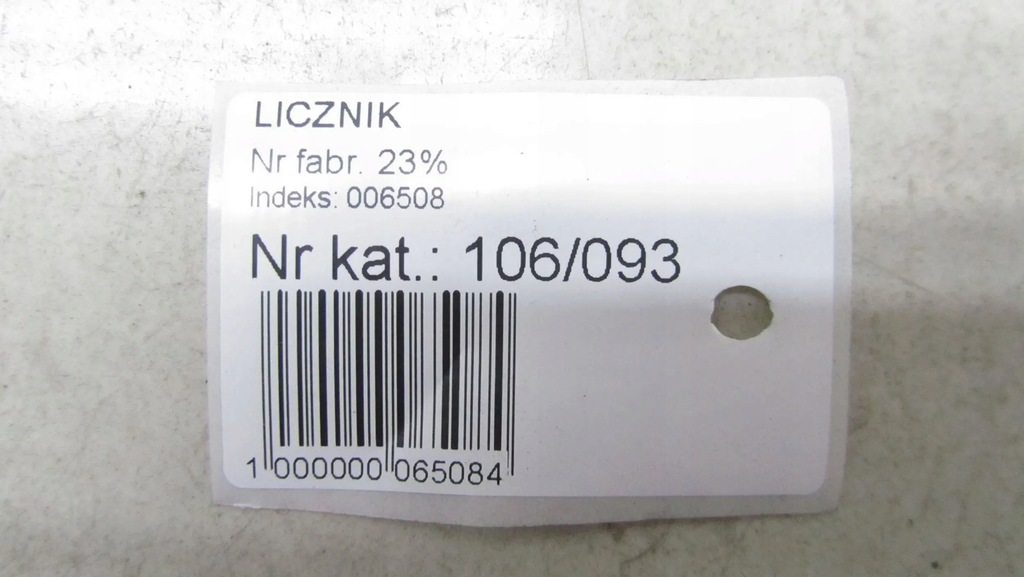 LICZNIK
Nr fabr. 23%
Indeks: 006508
Nr kat.: 106/093
1 000000 065084